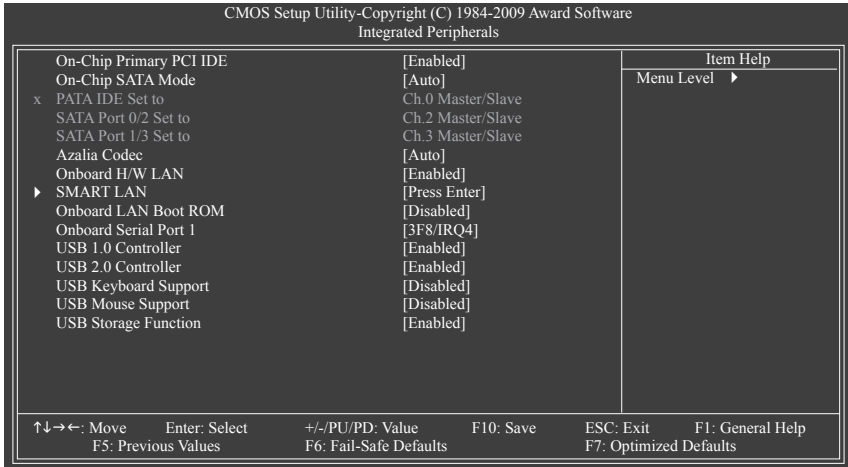 CMOS Setup Utility-Copyright (C) 1984-2009 Award Software
Integrated Peripherals
On-Chip Primary PCI IDE [Enabled]
On-Chip SATA Mode [Auto]
x PATA IDE Set to Ch.0 Master/Slave
SATA Port 0/2 Set to Ch.2 Master/Slave
SATA Port 1/3 Set to Ch.3 Master/Slave
Azalia Codec [Auto]
Onboard H/W LAN [Enabled]
▶ SMART LAN [Press Enter]
Onboard LAN Boot ROM [Disabled]
Onboard Serial Port 1 [3F8/IRQ4]
USB 1.0 Controller [Enabled]
USB 2.0 Controller [Enabled]
USB Keyboard Support [Disabled]
USB Mouse Support [Disabled]
USB Storage Function [Enabled]
Item Help
Menu Level ▶
↑↓→←: Move Enter: Select +/-/PU/PD: Value F10: Save ESC: Exit F1: General Help
F5: Previous Values F6: Fail-Safe Defaults F7: Optimized Defaults